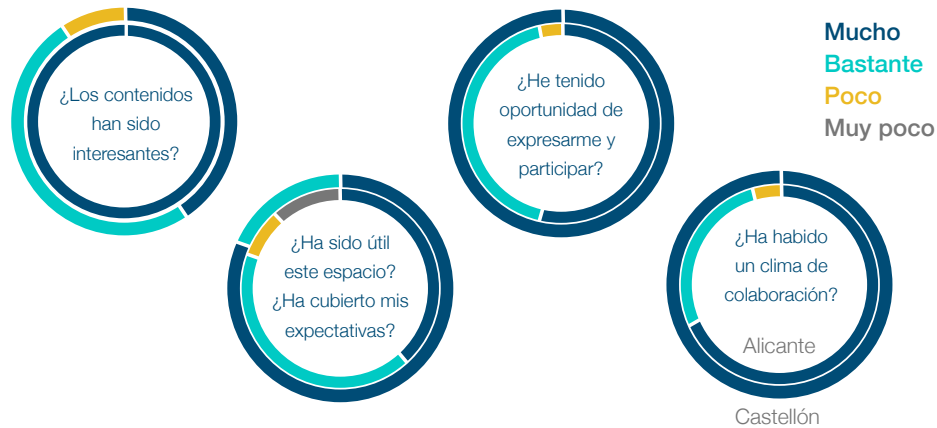 ¿Los contenidos
han sido
interesantes?
¿He tenido
oportunidad de
expresarme y
participar?
Mucho
Bastante
Poco
Muy poco
¿Ha sido útil
este espacio?
¿Ha cubierto mis
expectativas?
¿Ha habido
un clima de
colaboración?
Alicante
Castellón